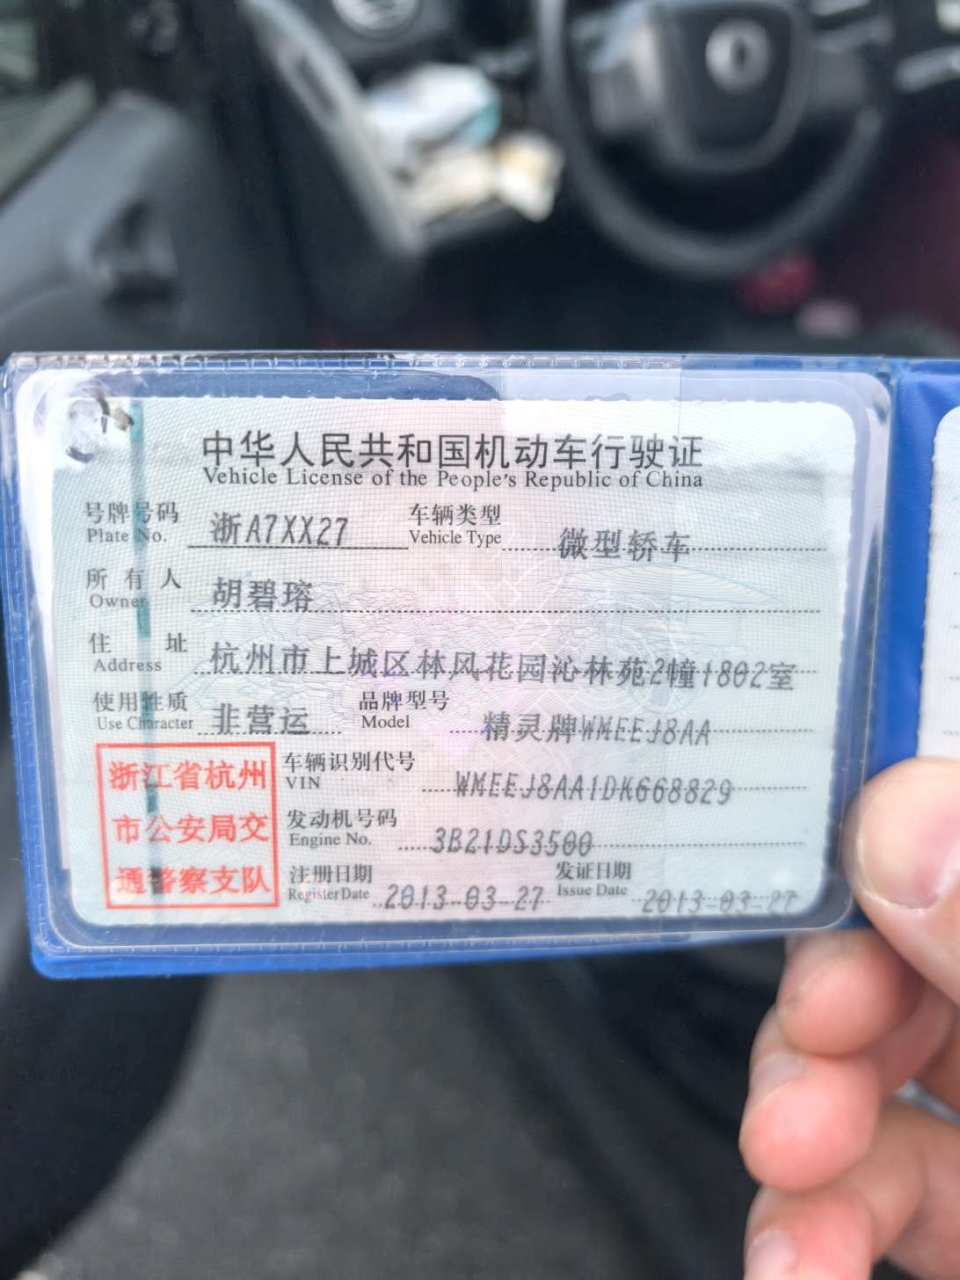 中华人民共和国机动车行驶证
Vehicle License of the People's Republic of China
号牌号码 浙A7XX27 车辆类型 微型轿车
Plate No. Vehicle Type
所有人 胡碧瑢
Owner
住址 杭州市上城区林风花园沁林苑2幢1802室
Address
使用性质 非营运 品牌型号 精灵牌WMEEJ8AA
Use Character Model
浙江省杭州
市公安局交
通警察支队
车辆识别代号 WMEEJ8AA1DK668829
VIN
发动机号码 3B21DS3500
Engine No.
注册日期 2013-03-27 发证日期 2013-03-27
Register Date Issue Date